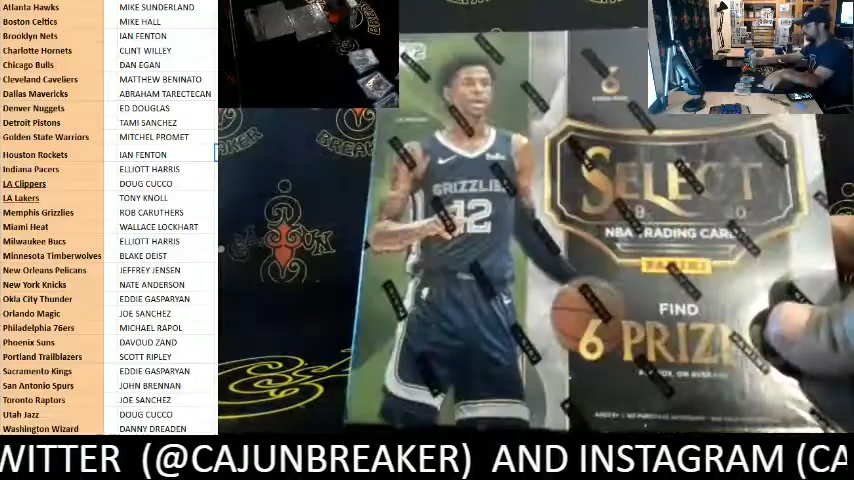 Atlanta Hawks MIKE SUNDERLAND
Boston Celtics MIKE HALL
Brooklyn Nets IAN FENTON
Charlotte Hornets CLINT WILLEY
Chicago Bulls DAN EGAN
Cleveland Cavaliers MATTHEW BENINATO
Dallas Mavericks ABRAHAM TARECTECAN
Denver Nuggets ED DOUGLAS
Detroit Pistons TAMI SANCHEZ
Golden State Warriors MITCHEL PROMET
Houston Rockets IAN FENTON
Indiana Pacers ELLIOTT HARRIS
LA Clippers DOUG CUCCO
LA Lakers TONY KNOLL
Memphis Grizzlies ROB CARUTHERS
Miami Heat WALLACE LOCKHART
Milwaukee Bucs ELLIOTT HARRIS
Minnesota Timberwolves BLAKE DEIST
New Orleans Pelicans JEFFREY JENSEN
New York Knicks NATE ANDERSON
Okla City Thunder EDDIE GASPARYAN
Orlando Magic JOE SANCHEZ
Philadelphia 76ers MICHAEL RAPOL
Phoenix Suns DAVOUD ZAND
Portland Trailblazers SCOTT RIPLEY
Sacramento Kings EDDIE GASPARYAN
San Antonio Spurs JOHN BRENNAN
Toronto Raptors JOE SANCHEZ
Utah Jazz DOUG CUCCO
Washington Wizard DANNY DREADEN
GRIZZLIE
12
SELECT
NBA TRADING CARD
PANINI
FIND
6 PRIZ
WITTER (@CAJUNBREAKER) AND INSTAGRAM (CA